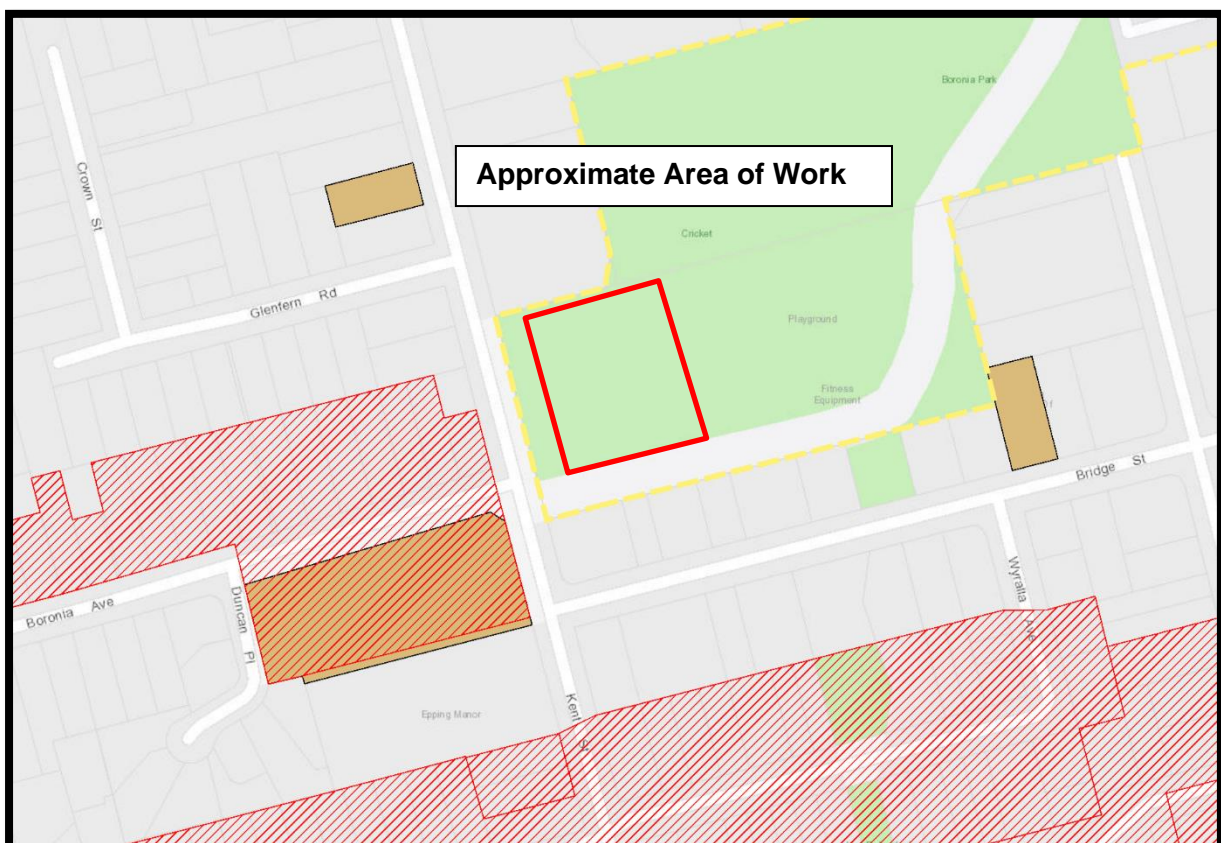 Boronia Park
Approximate Area of Work
Crown St
Cricket
Glenfern Rd
Playground
Fitness
Equipment
Bridge St
Wyralla Ave
Boronia Ave
Duncan Pl
Epping Manor
Kent St